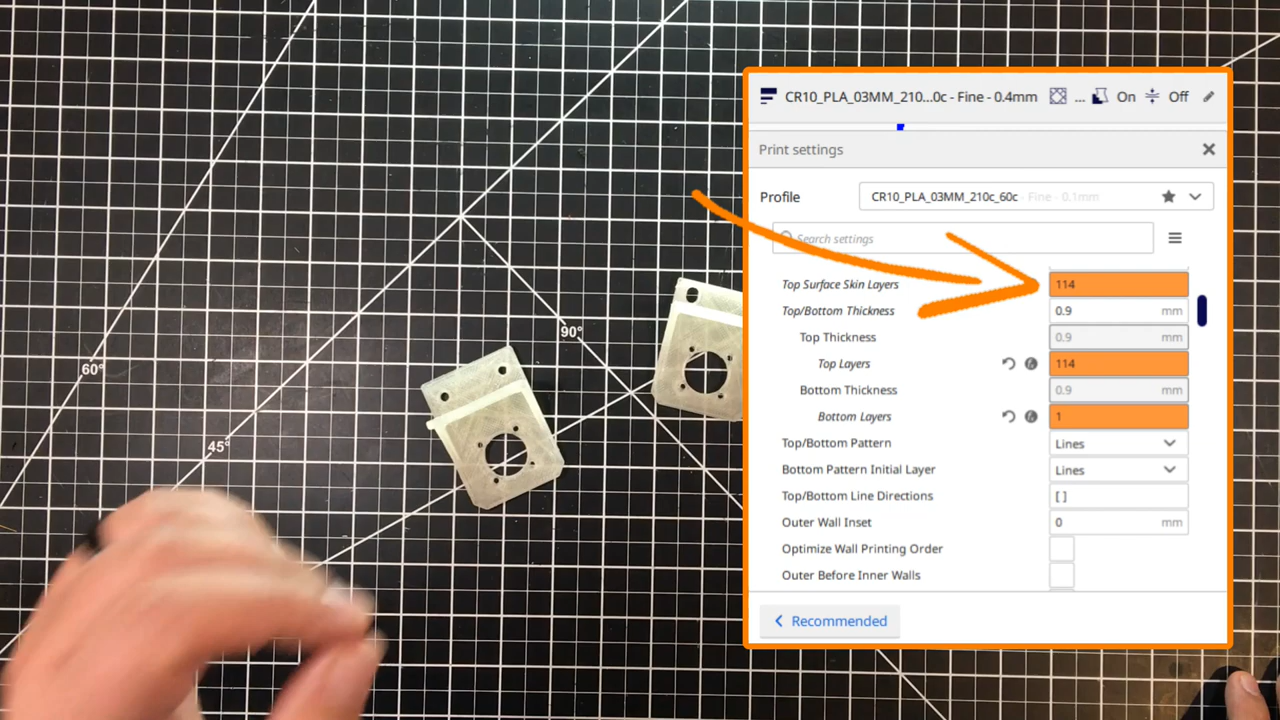 CR10_PLA_03MM_210...0c - Fine - 0.4mm ... On Off
Print settings
Profile CR10_PLA_03MM_210c_60c - Fine - 0.1mm
Search settings
Top Surface Skin Layers 114
Top/Bottom Thickness 0.9 mm
Top Thickness 0.9 mm
Top Layers 114
Bottom Thickness 0.9 mm
Bottom Layers 1
Top/Bottom Pattern Lines
Bottom Pattern Initial Layer Lines
Top/Bottom Line Directions [ ]
Outer Wall Inset 0 mm
Optimize Wall Printing Order
Outer Before Inner Walls
Recommended
90°
60°
45°